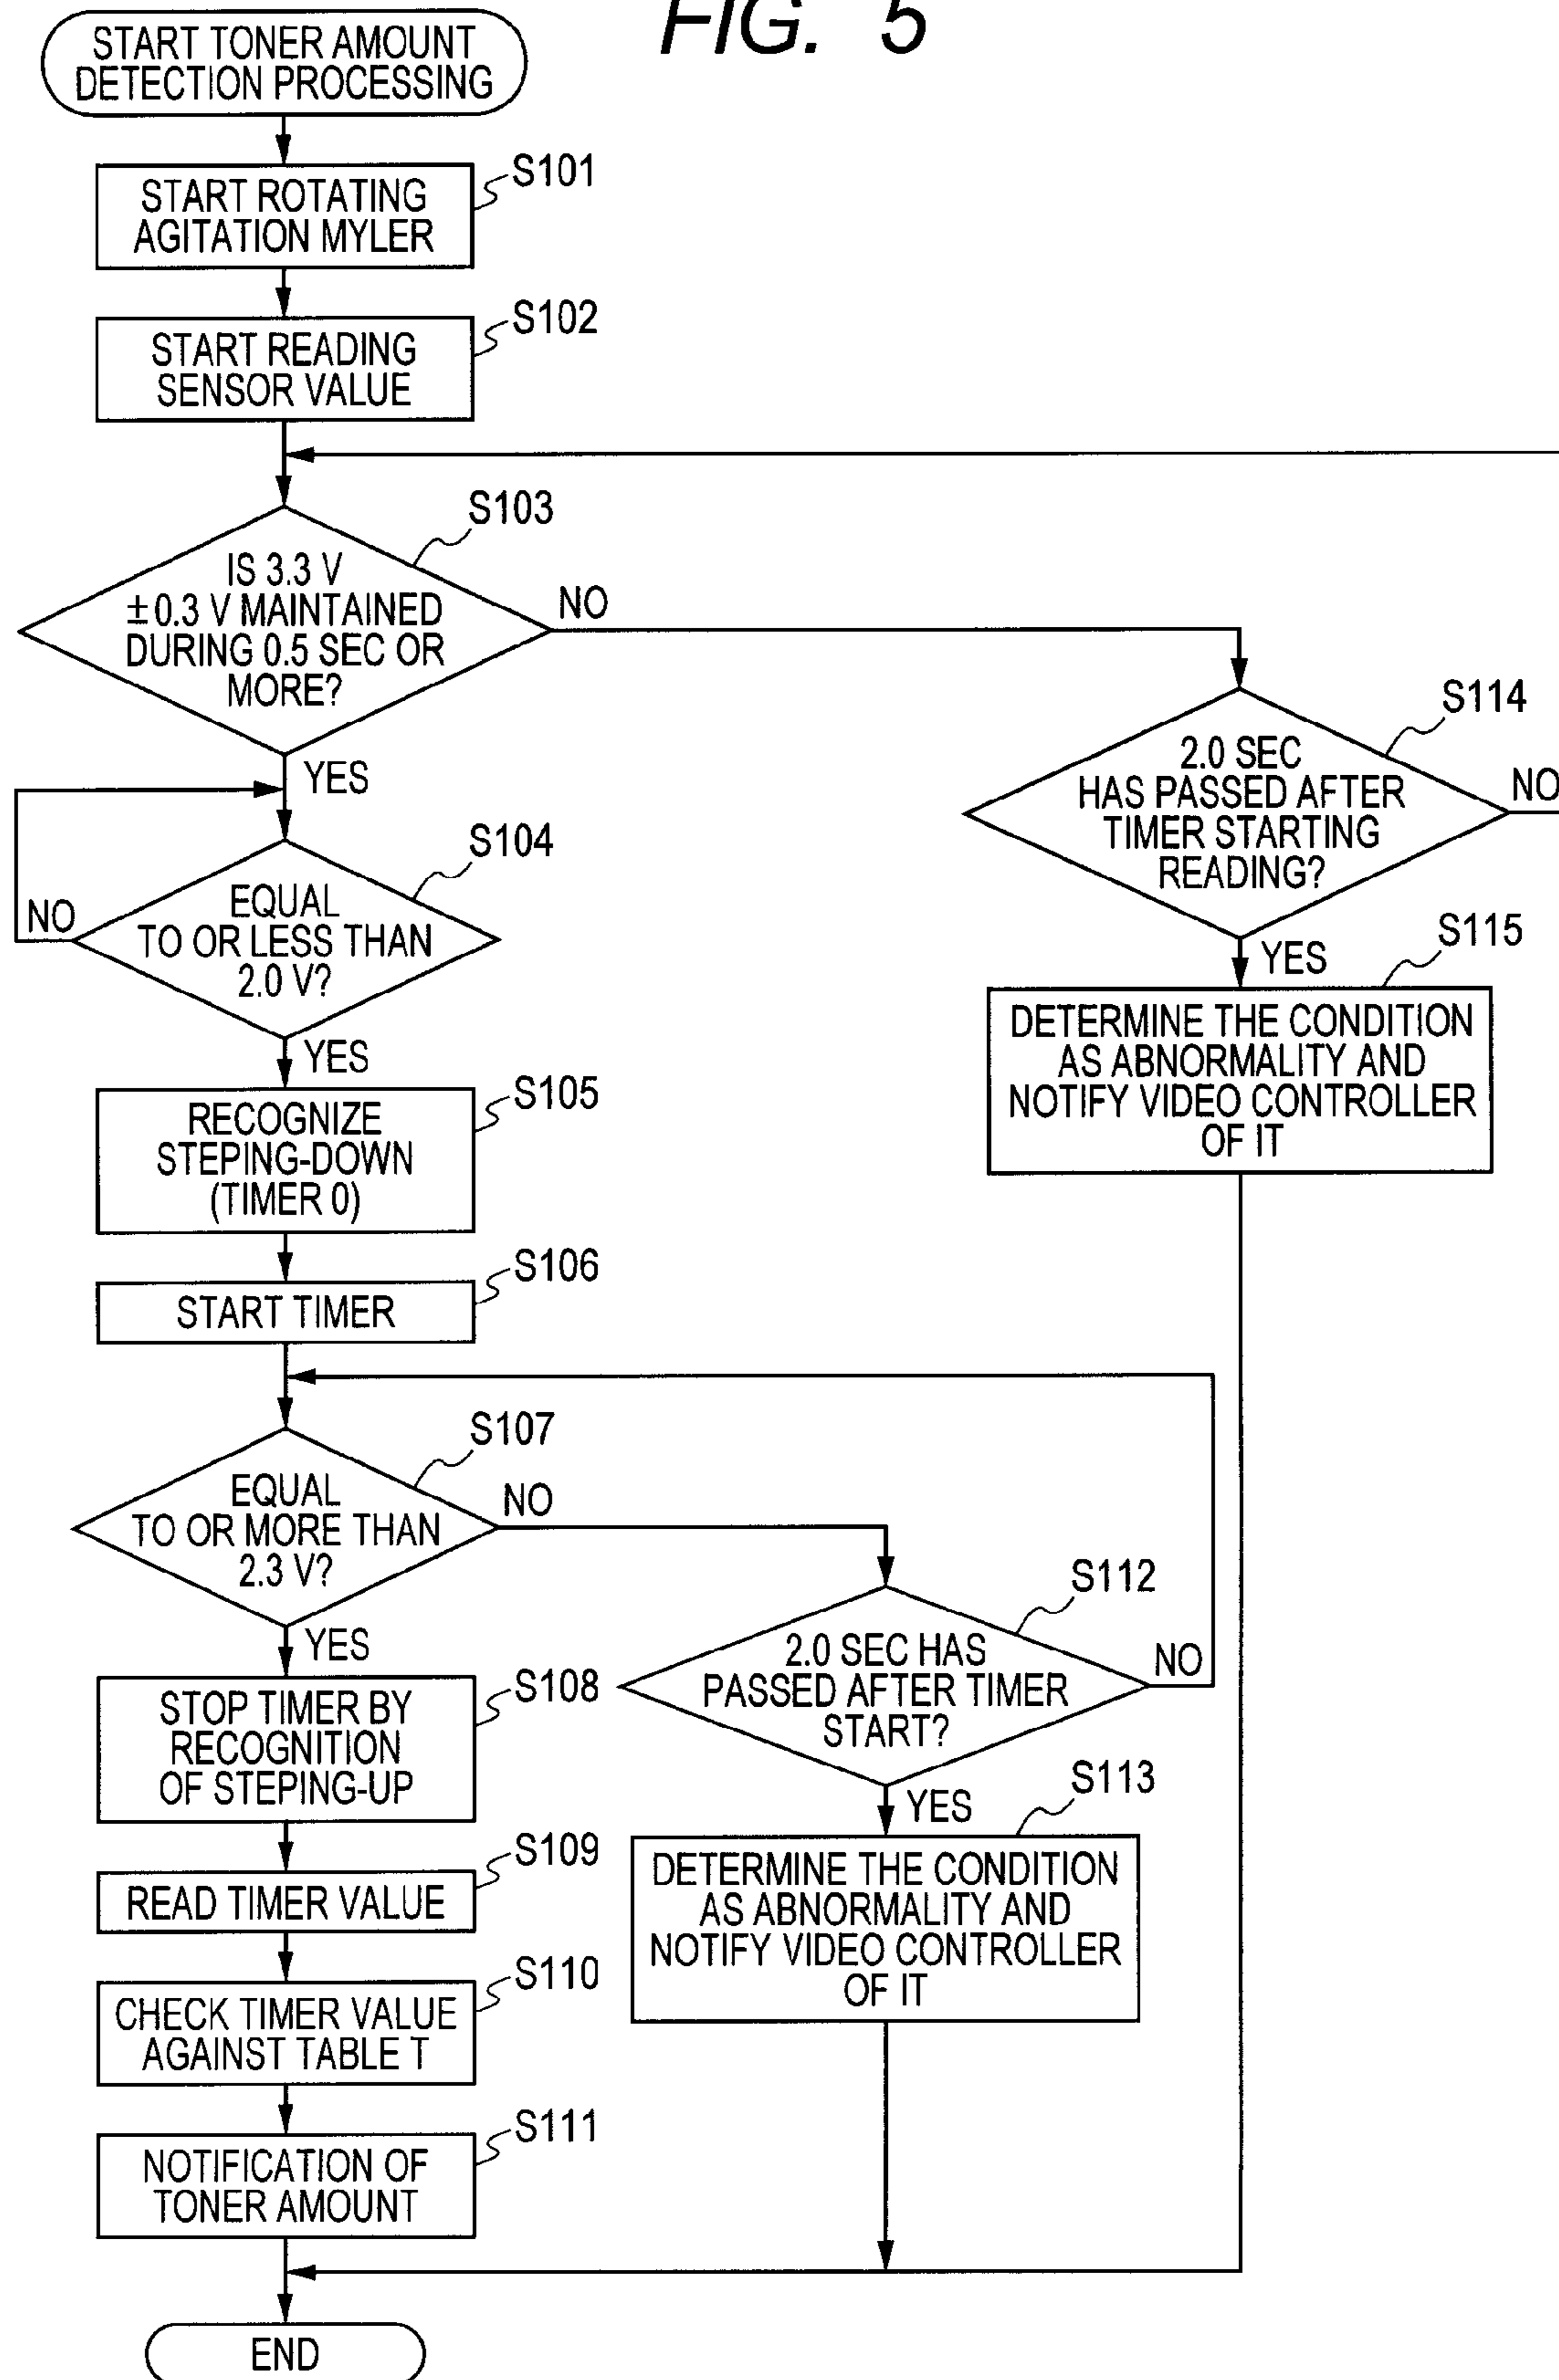 FIG. 5
START TONER AMOUNT
DETECTION PROCESSING
S101
START ROTATING
AGITATION MYLER
S102
START READING
SENSOR VALUE
S103
IS 3.3 V
±0.3 V MAINTAINED
DURING 0.5 SEC OR
MORE?
NO
YES
S114
2.0 SEC
HAS PASSED AFTER
TIMER STARTING
READING?
NO
YES
S115
DETERMINE THE CONDITION
AS ABNORMALITY AND
NOTIFY VIDEO CONTROLLER
OF IT
S104
EQUAL
TO OR LESS THAN
2.0 V?
NO
YES
S105
RECOGNIZE
STEPING-DOWN
(TIMER 0)
S106
START TIMER
S107
EQUAL
TO OR MORE THAN
2.3 V?
NO
YES
S112
2.0 SEC HAS
PASSED AFTER TIMER
START?
NO
YES
S113
DETERMINE THE CONDITION
AS ABNORMALITY AND
NOTIFY VIDEO CONTROLLER
OF IT
S108
STOP TIMER BY
RECOGNITION
OF STEPING-UP
S109
READ TIMER VALUE
S110
CHECK TIMER VALUE
AGAINST TABLE T
S111
NOTIFICATION OF
TONER AMOUNT
END